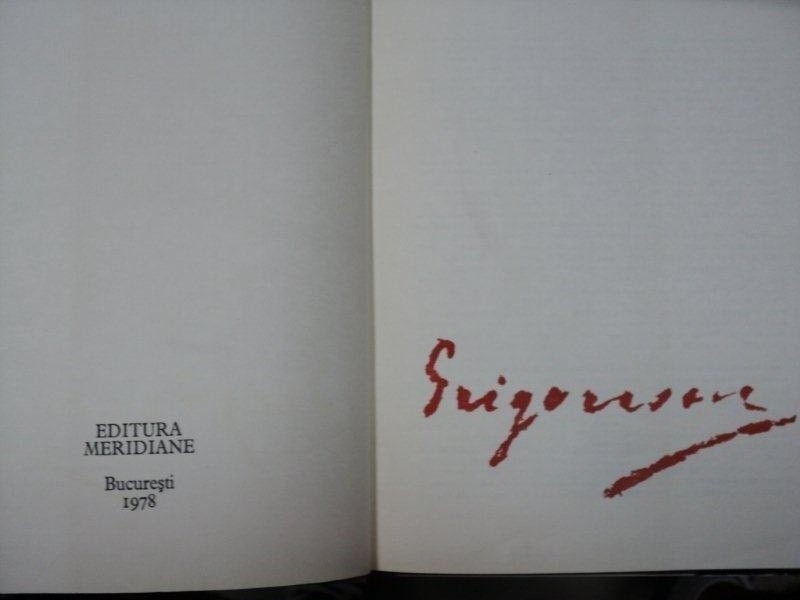 EDITURA
MERIDIANE
București
1978
Grigorescu